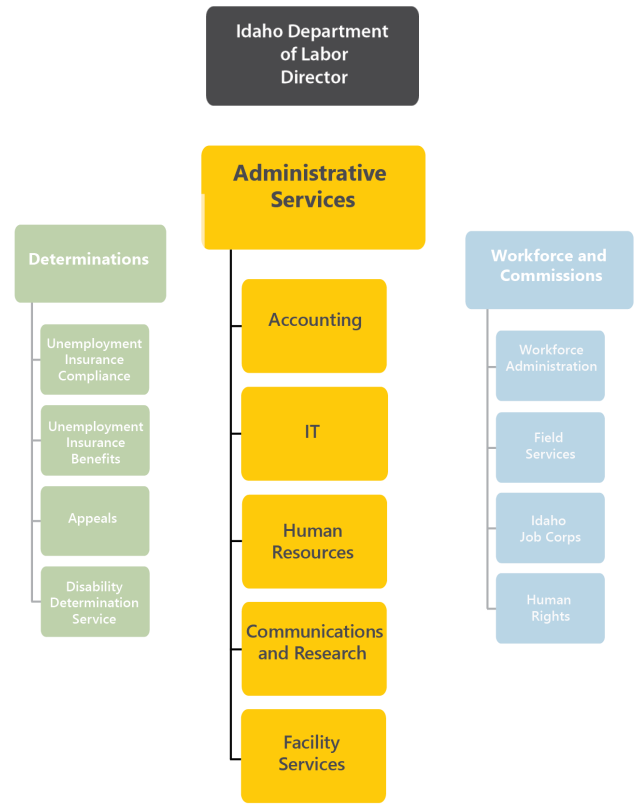 Idaho Department
of Labor
Director
Administrative
Services
Accounting
IT
Human
Resources
Communications
and Research
Facility
Services
Determinations
Unemployment
Insurance
Compliance
Unemployment
Insurance
Benefits
Appeals
Disability
Determination
Service
Workforce and
Commissions
Workforce
Administration
Field
Services
Idaho
Job Corps
Human
Rights